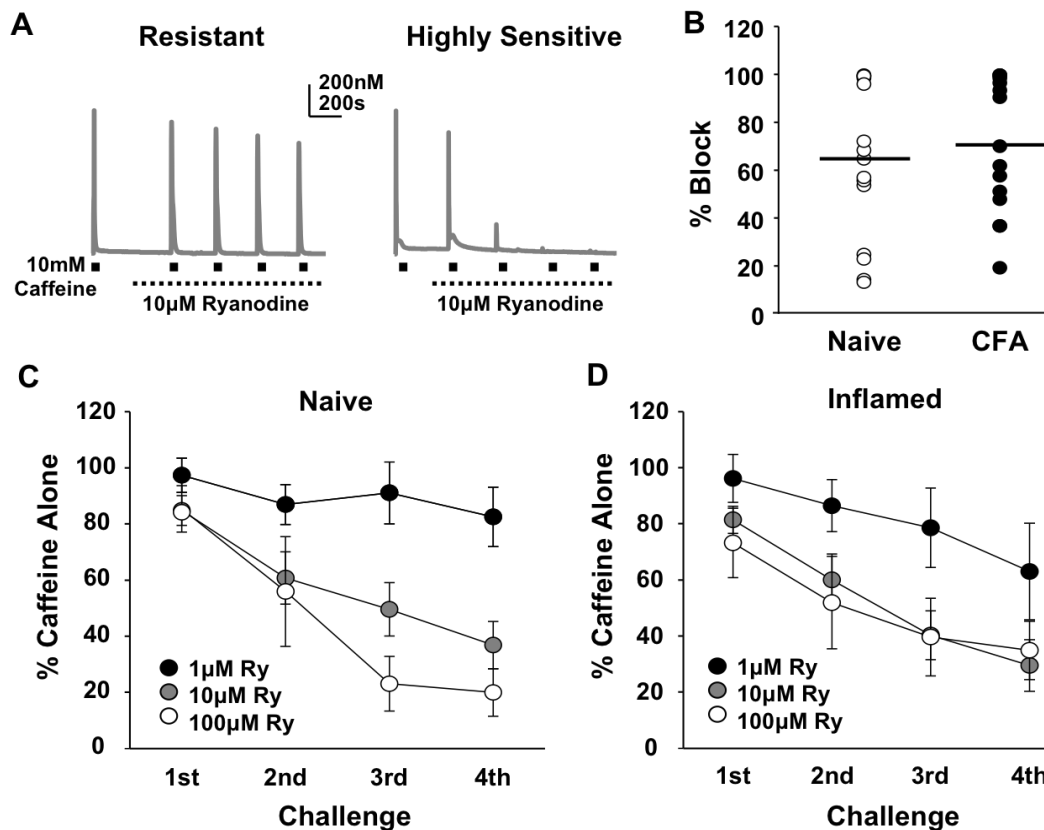 A
Resistant
Highly Sensitive
200nM
200s
10mM
Caffeine
10µM Ryanodine
10µM Ryanodine
B
% Block
120
100
80
60
40
20
0
Naive
CFA
C
Naive
% Caffeine Alone
120
100
80
60
40
20
0
1µM Ry
10µM Ry
100µM Ry
1st
2nd
3rd
4th
Challenge
D
Inflamed
% Caffeine Alone
120
100
80
60
40
20
0
1µM Ry
10µM Ry
100µM Ry
1st
2nd
3rd
4th
Challenge